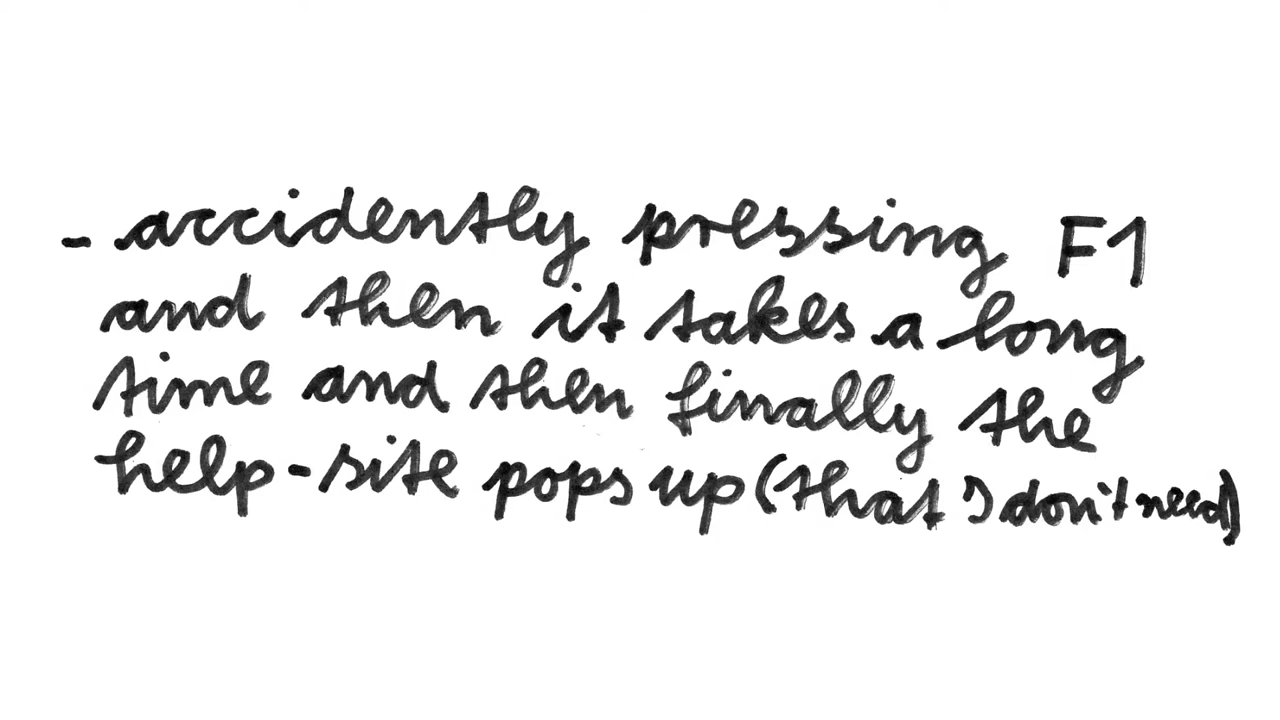 - accidently pressing F1
and then it takes a long
time and then finally the
help-site pops up (that I don't need)